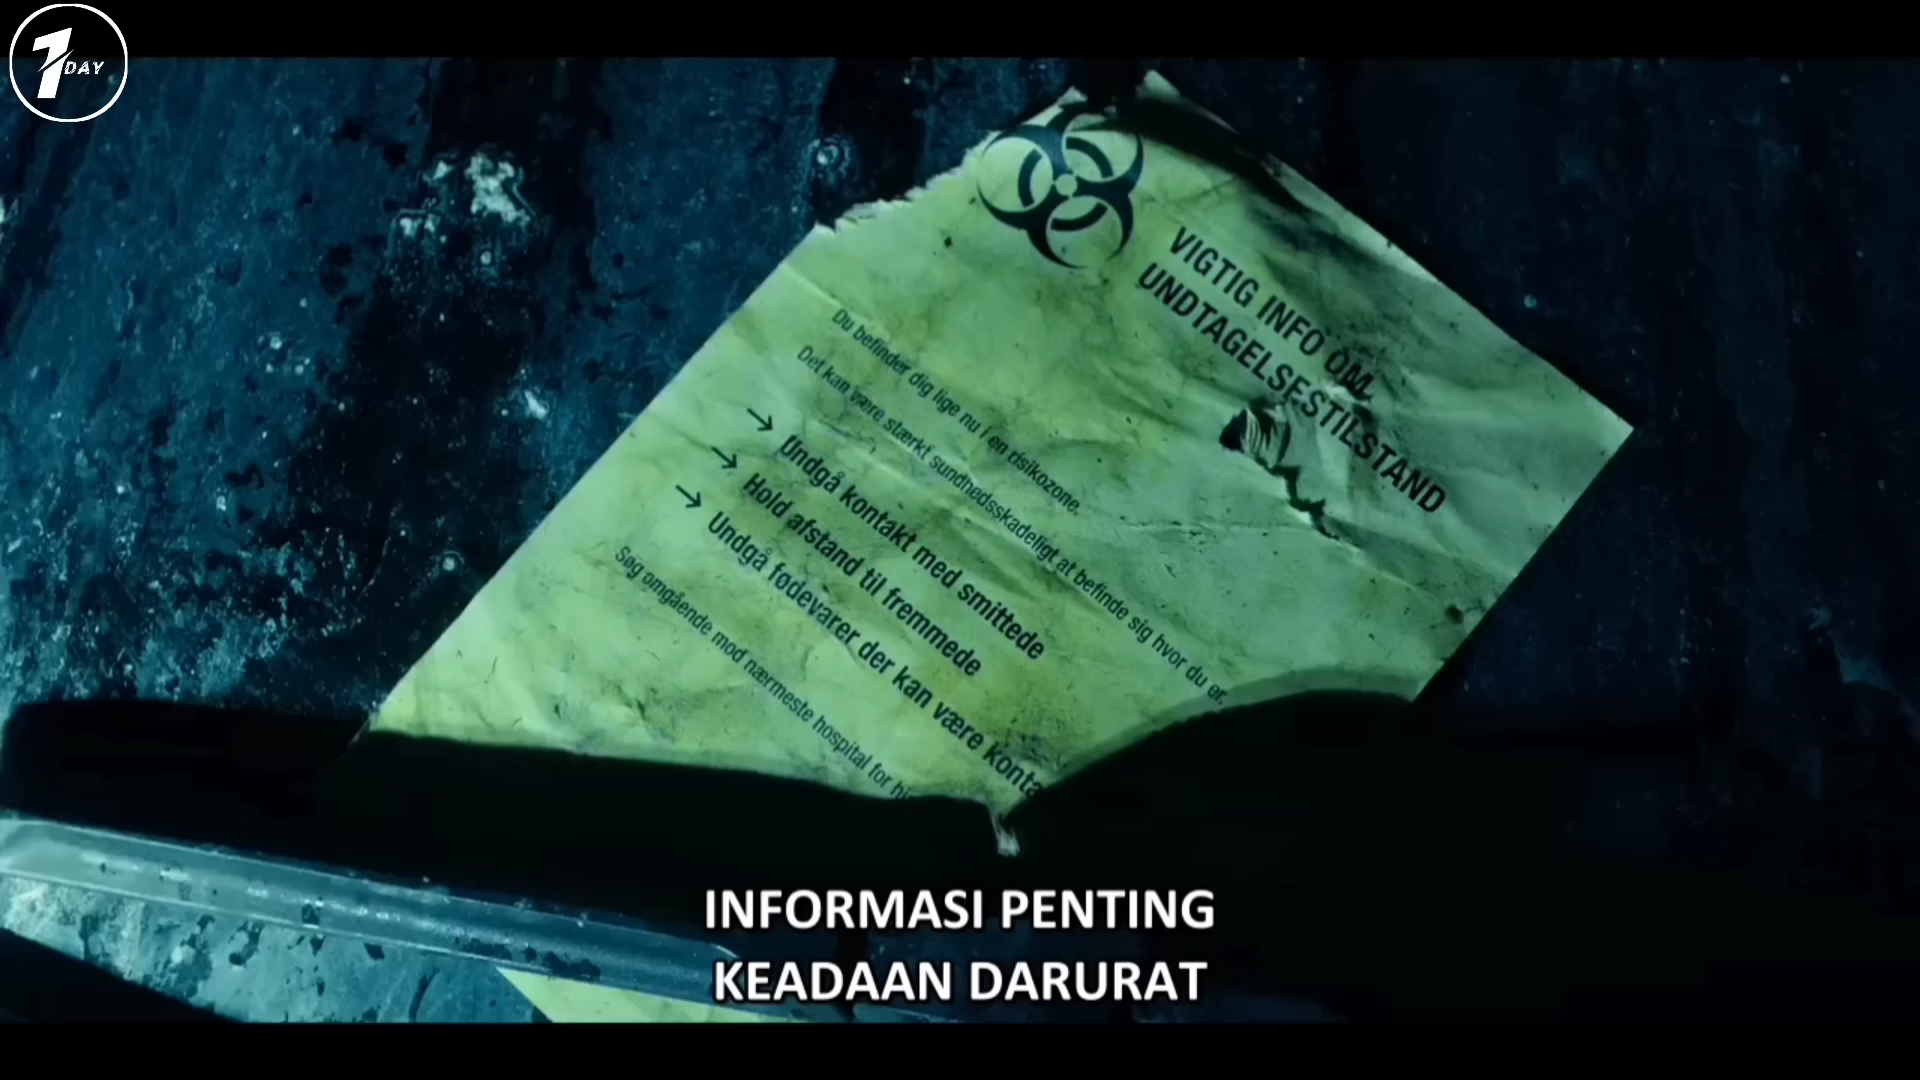 1
DAY
VIGTIG INFO OM
UNDTAGELSESTILSTAND
Du befinder dig lige nu i en risikozone.
Det kan være stærkt sundhedsskadeligt at befinde sig hvor du er.
→ Undgå kontakt med smittede
→ Hold afstand til fremmede
→ Undgå fødevarer der kan være konta
Søg omgående mod nærmeste hospital for
INFORMASI PENTING
KEADAAN DARURAT